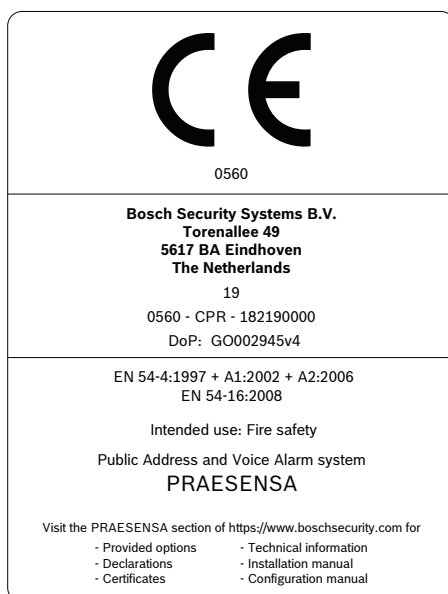 CE
0560
Bosch Security Systems B.V.
Torenallee 49
5617 BA Eindhoven
The Netherlands
19
0560 - CPR - 182190000
DoP: GO002945v4
EN 54-4:1997 + A1:2002 + A2:2006
EN 54-16:2008
Intended use: Fire safety
Public Address and Voice Alarm system
PRAESENSA
Visit the PRAESENSA section of https://www.boschsecurity.com for
- Provided options - Technical information
- Declarations - Installation manual
- Certificates - Configuration manual